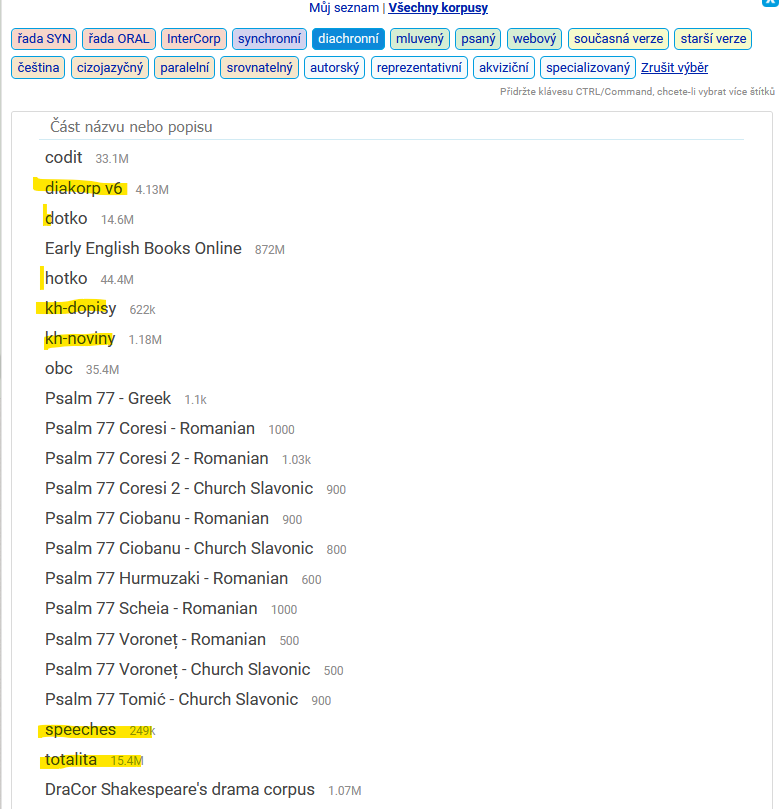 Můj seznam | Všechny korpusy
řada SYN řada ORAL InterCorp synchronní diachronní mluvený psaný webový současná verze starší verze
čeština cizojazyčný paralelní srovnatelný autorský reprezentativní akviziční specializovaný Zrušit výběr
Přidržte klávesu CTRL/Command, chcete-li vybrat více štítků
Část názvu nebo popisu
codit 33.1M
diakorp v6 4.13M
dotko 14.6M
Early English Books Online 872M
hotko 44.4M
kh-dopisy 622k
kh-noviny 1.18M
obc 35.4M
Psalm 77 - Greek 1.1k
Psalm 77 Coresi - Romanian 1000
Psalm 77 Coresi 2 - Romanian 1.03k
Psalm 77 Coresi 2 - Church Slavonic 900
Psalm 77 Ciobanu - Romanian 900
Psalm 77 Ciobanu - Church Slavonic 800
Psalm 77 Hurmuzaki - Romanian 600
Psalm 77 Scheia - Romanian 1000
Psalm 77 Voroneț - Romanian 500
Psalm 77 Voroneț - Church Slavonic 500
Psalm 77 Tomić - Church Slavonic 900
speeches 249k
totalita 15.4M
DraCor Shakespeare's drama corpus 1.07M